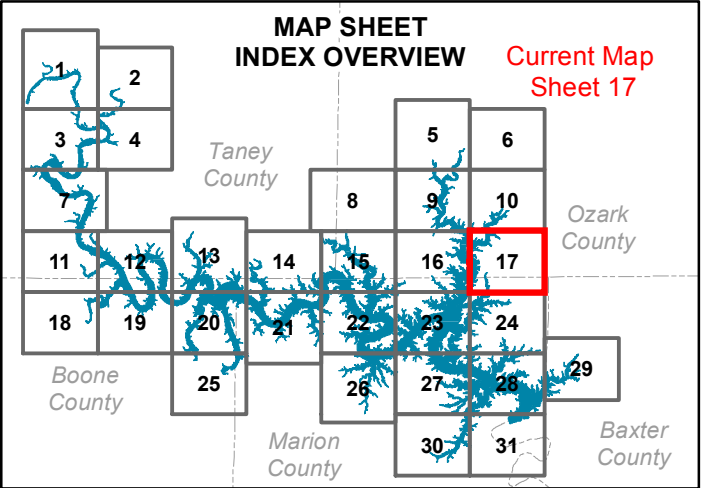 MAP SHEET
INDEX OVERVIEW
Current Map
Sheet 17
1
2
3
4
5
6
Taney
County
7
8
9
10
Ozark
County
11
12
13
14
15
16
17
18
19
20
21
22
23
24
25
26
27
28
29
Boone
County
Marion
County
30
31
Baxter
County